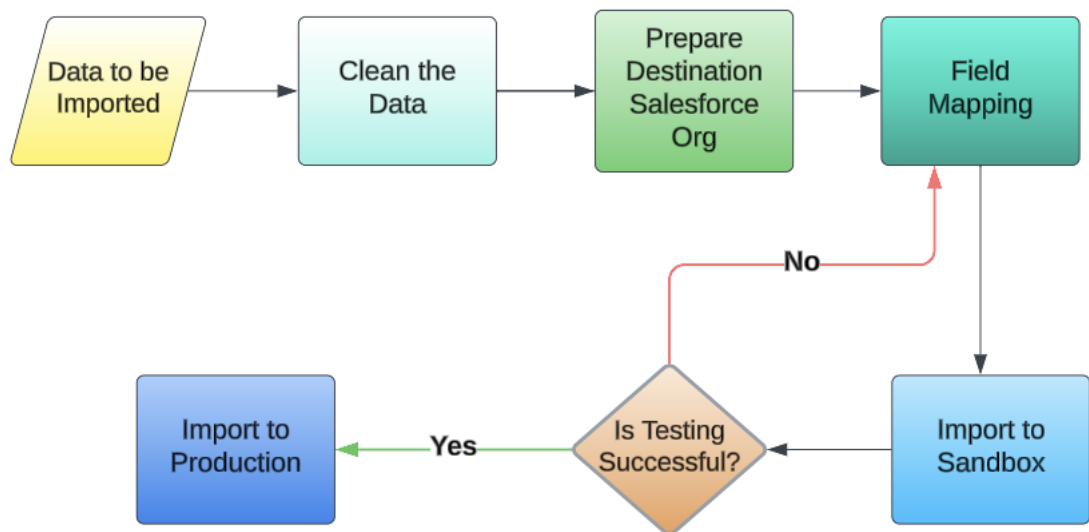 Data to be
Imported
Clean the
Data
Prepare
Destination
Salesforce
Org
Field
Mapping
No
Import to
Production
Yes
Is Testing
Successful?
Import to
Sandbox